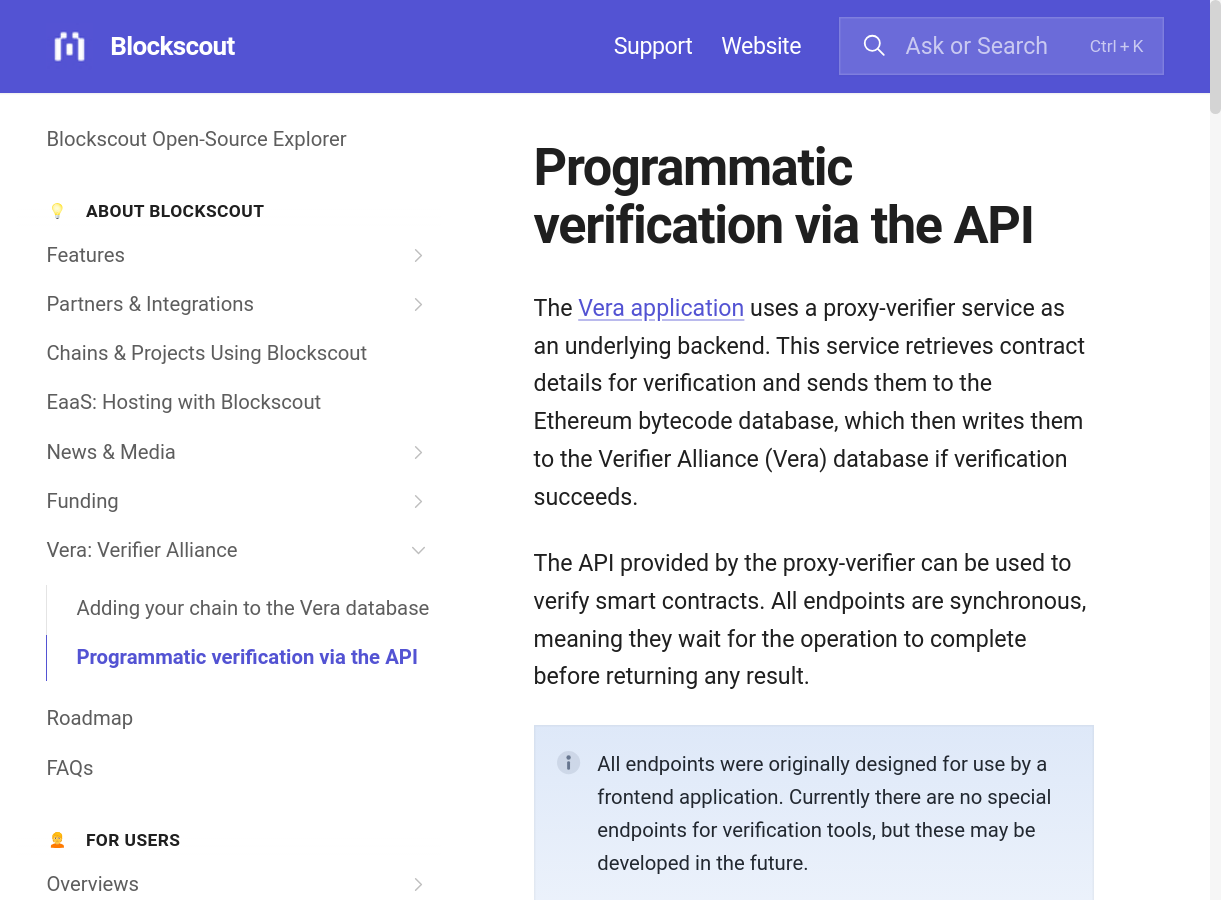 Blockscout
Support
Website
Ask or Search
Ctrl + K
Blockscout Open-Source Explorer
ABOUT BLOCKSCOUT
Features
Partners & Integrations
Chains & Projects Using Blockscout
EaaS: Hosting with Blockscout
News & Media
Funding
Vera: Verifier Alliance
Adding your chain to the Vera database
Programmatic verification via the API
Roadmap
FAQs
FOR USERS
Overviews
Programmatic
verification via the API
The Vera application uses a proxy-verifier service as
an underlying backend. This service retrieves contract
details for verification and sends them to the
Ethereum bytecode database, which then writes them
to the Verifier Alliance (Vera) database if verification
succeeds.
The API provided by the proxy-verifier can be used to
verify smart contracts. All endpoints are synchronous,
meaning they wait for the operation to complete
before returning any result.
All endpoints were originally designed for use by a
frontend application. Currently there are no special
endpoints for verification tools, but these may be
developed in the future.